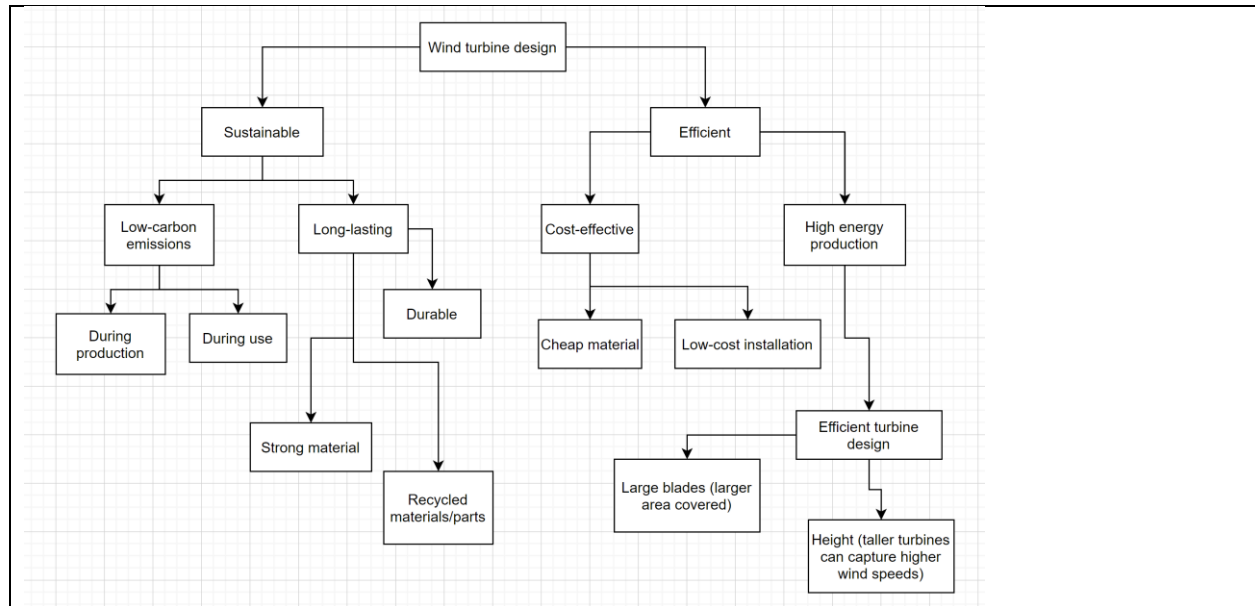 Wind turbine design
Sustainable
Efficient
Low-carbon
emissions
Long-lasting
Cost-effective
High energy
production
During
production
During use
Durable
Cheap material
Low-cost installation
Strong material
Recycled
materials/parts
Efficient turbine
design
Large blades (larger
area covered)
Height (taller turbines
can capture higher
wind speeds)